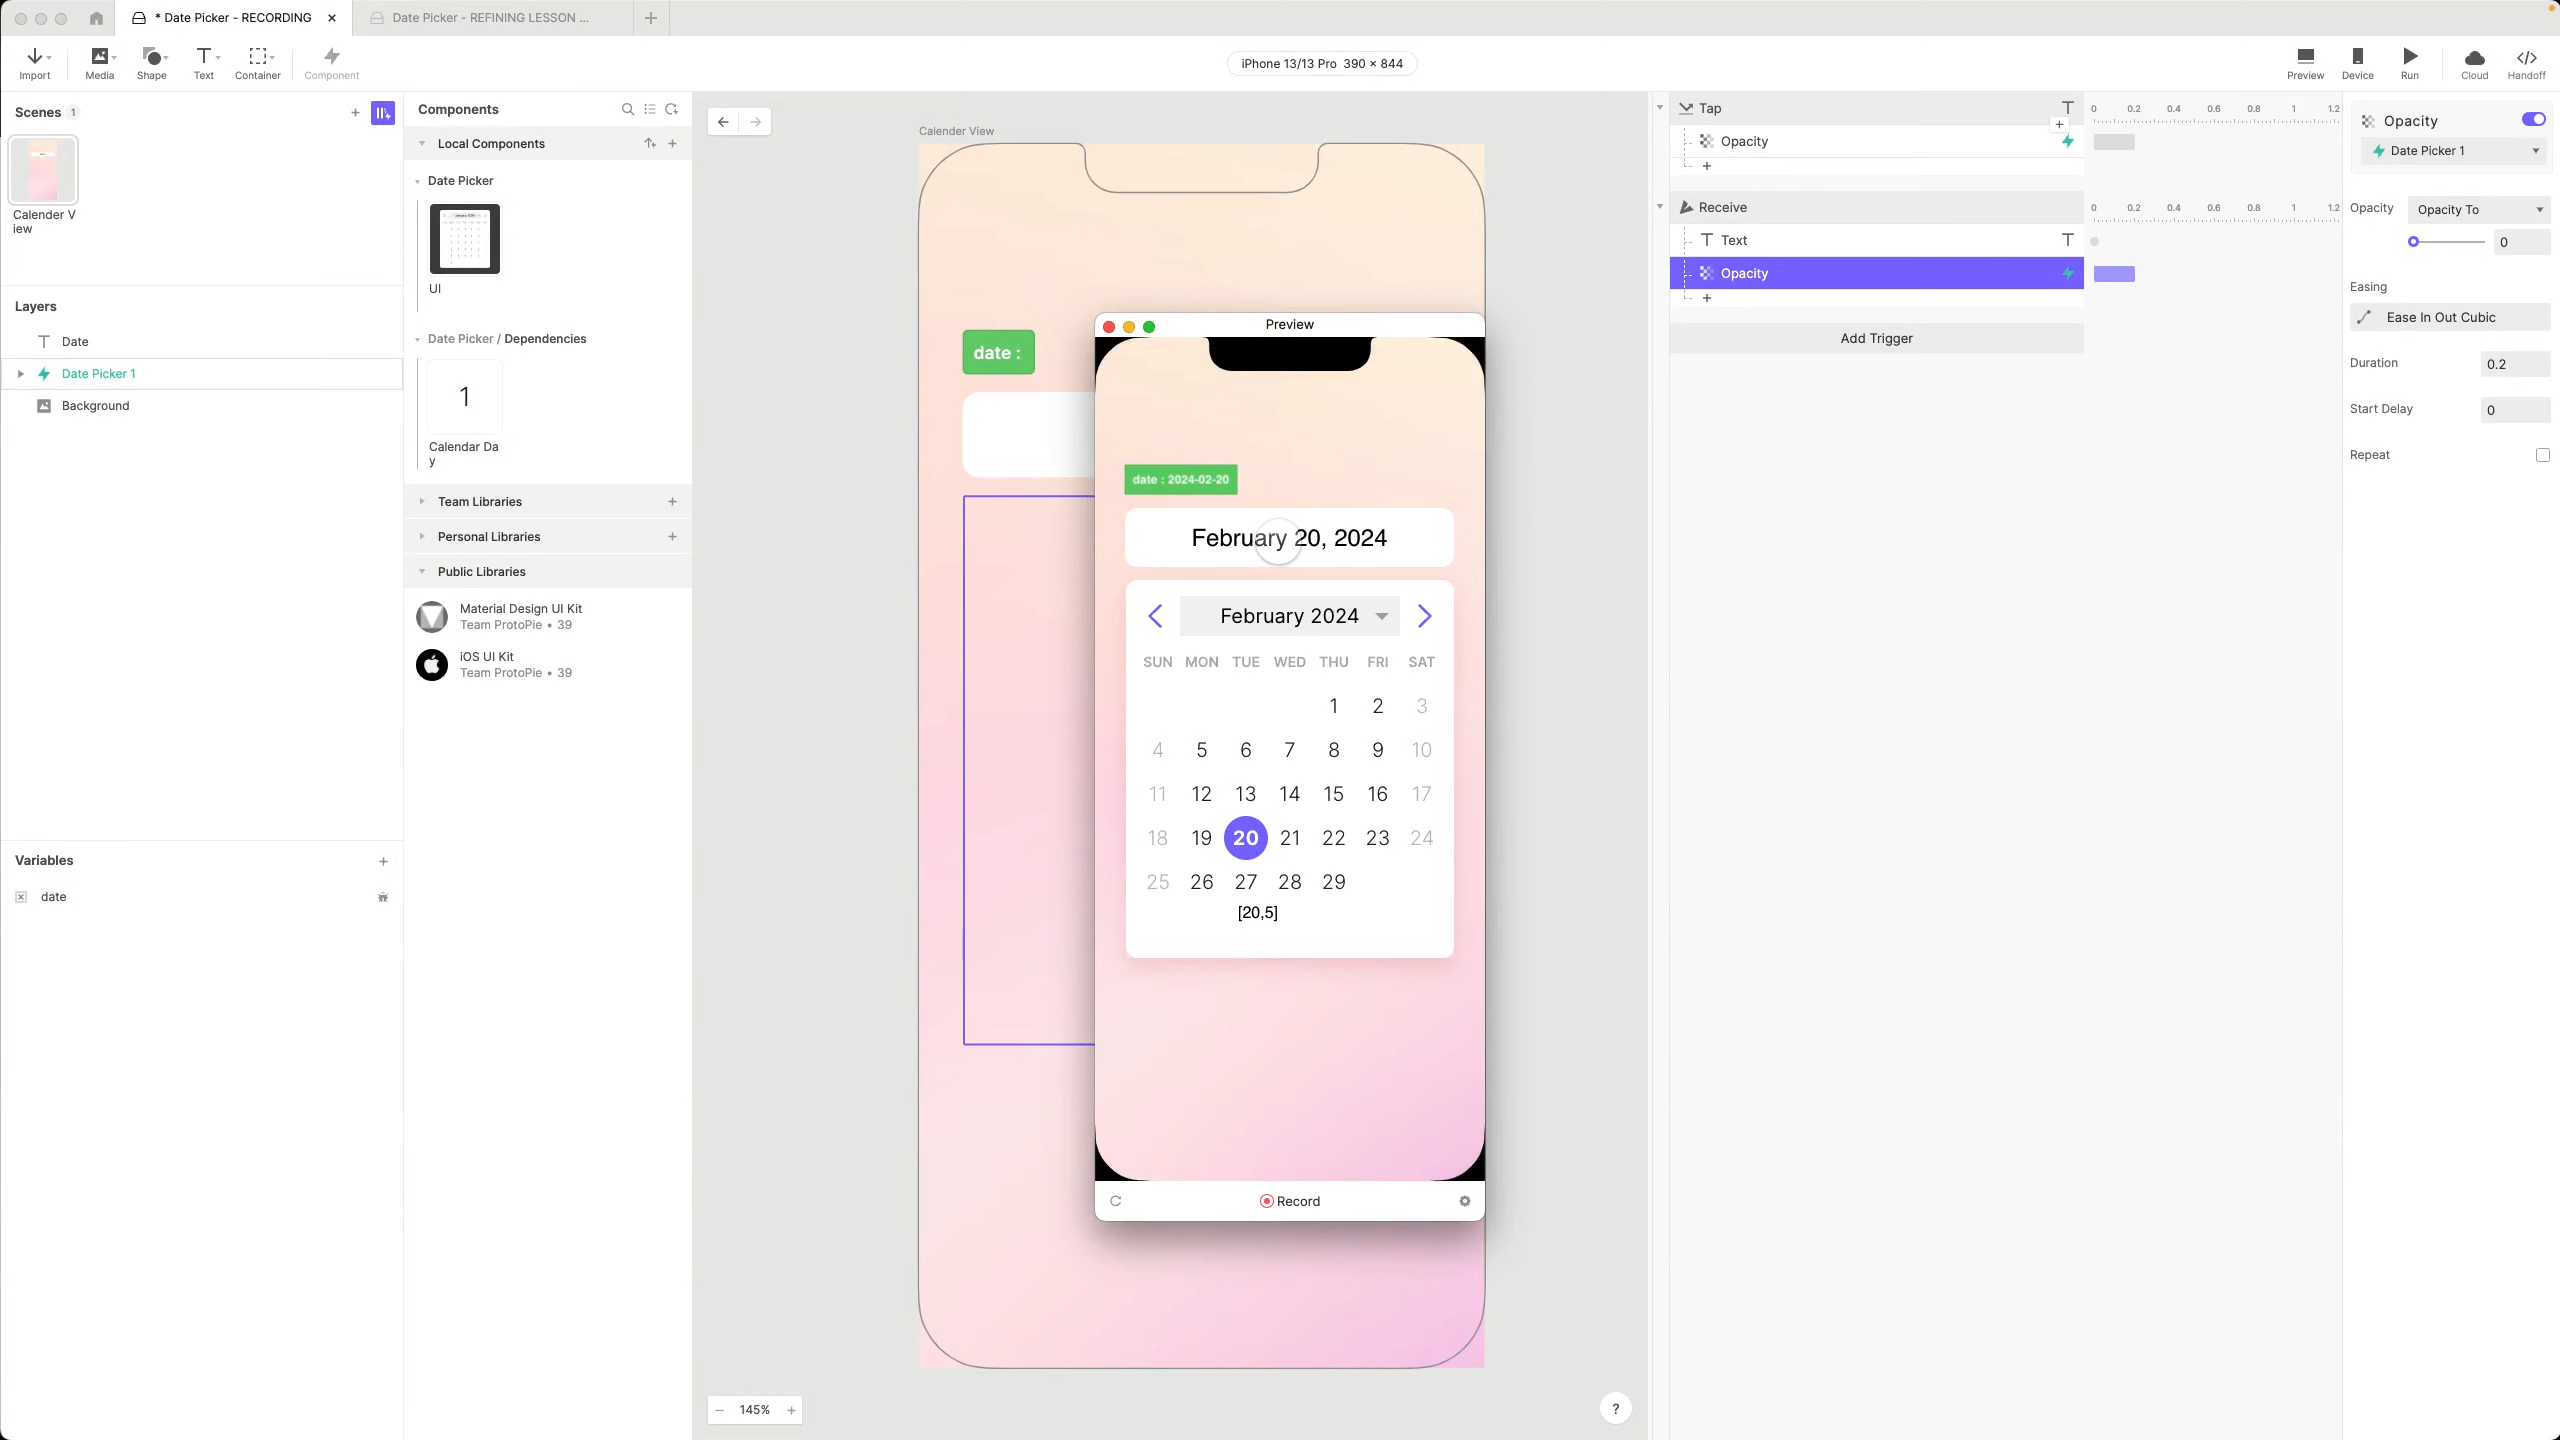 * Date Picker - RECORDING
Date Picker - REFINING LESSON ...
Import
Media
Shape
Text
Container
Component
iPhone 13/13 Pro 390 × 844
Preview
Device
Run
Cloud
Handoff
Scenes 1
Calender V
iew
Layers
Date
Date Picker 1
Background
Variables
date
Components
Local Components
Date Picker
UI
Date Picker / Dependencies
1
Calendar Da
y
Team Libraries
Personal Libraries
Public Libraries
Material Design UI Kit
Team ProtoPie • 39
iOS UI Kit
Team ProtoPie • 39
Calender View
date :
Preview
date : 2024-02-20
February 20, 2024
February 2024
SUN MON TUE WED THU FRI SAT
1 2 3
4 5 6 7 8 9 10
11 12 13 14 15 16 17
18 19 20 21 22 23 24
25 26 27 28 29
[20,5]
Record
145%
?
Tap
0 0.2 0.4 0.6 0.8 1 1.2
Opacity
Receive
0 0.2 0.4 0.6 0.8 1 1.2
Text
Opacity
Add Trigger
Opacity
Date Picker 1
Opacity
Opacity To
0
Easing
Ease In Out Cubic
Duration
0.2
Start Delay
0
Repeat